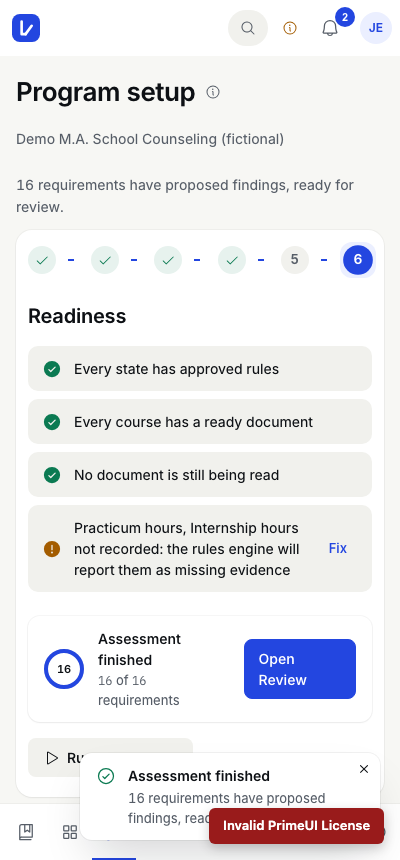 2
JE
Program setup
Demo M.A. School Counseling (fictional)
16 requirements have proposed findings, ready for
review.
5
6
Readiness
Every state has approved rules
Every course has a ready document
No document is still being read
Practicum hours, Internship hours
not recorded: the rules engine will
report them as missing evidence
Fix
16
Assessment
finished
16 of 16
requirements
Open
Review
Assessment finished
16 requirements have proposed
findings,
Invalid PrimeUI License